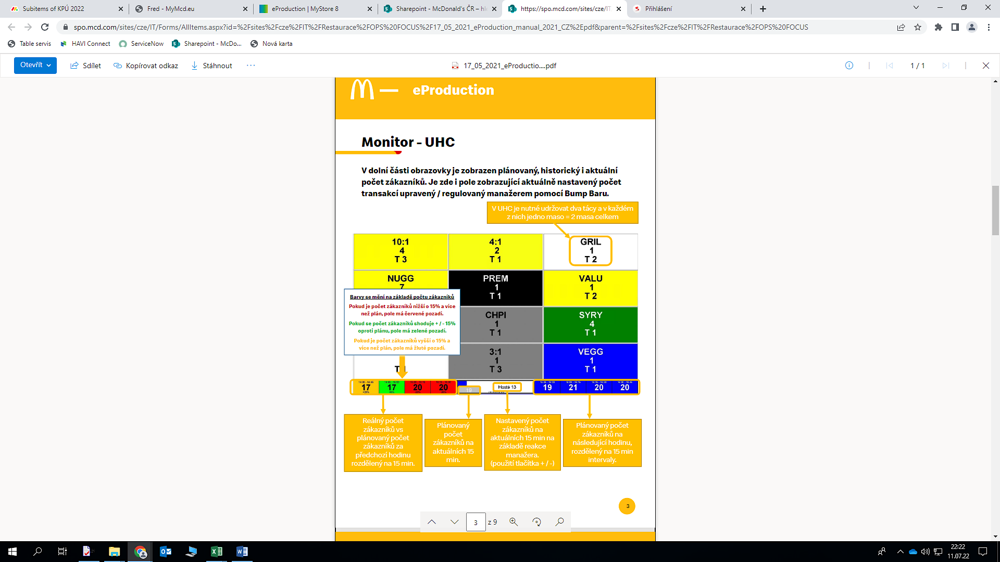 Subitems of KPÚ 2022
Fred - MyMcd.eu
eProduction | MyStore 8
Sharepoint - McDonald's ČR – hl
https://spo.mcd.com/sites/cze/IT
Přihlášení
spo.mcd.com/sites/cze/IT/Forms/AllItems.aspx?id=%2Fsites%2Fcze%2FIT%2FRestaurace%2FOPS%20FOCUS%2F17_05_2021_eProduction_manual_2021_CZ%2Epdf&parent=%2Fsites%2Fcze%2FIT%2FRestaurace%2FOPS%20FOCUS
Table servis
HAVI Connect
ServiceNow
Sharepoint - McDo...
Nová karta
Otevřít
Sdílet
Kopírovat odkaz
Stáhnout
17_05_2021_eProductio....pdf
1 / 1
eProduction
Monitor - UHC
V dolní části obrazovky je zobrazen plánovaný, historický i aktuální
počet zákazníků. Je zde i pole zobrazující aktuálně nastavený počet
transakcí upravený / regulovaný manažerem pomocí Bump Baru.
V UHC je nutné udržovat dva tácy a v každém
z nich jedno maso = 2 masa celkem
10:1
4
T 3
4:1
2
T 1
GRIL
1
T 2
NUGG
7
PREM
1
T 1
VALU
1
T 2
Barvy se mění na základě počtu zákazníků
Pokud je počet zákazníků nižší o 15% a více
než plán, pole má červené pozadí.
Pokud se počet zákazníků shoduje + / - 15%
oproti plánu, pole má zelené pozadí.
Pokud je počet zákazníků vyšší o 15% a
více než plán, pole má žluté pozadí.
CHPI
1
T 1
SYRY
4
T 1
3:1
1
T 3
VEGG
1
T 1
17
17
20
20
19
Hosté 13
19
21
20
20
Reálný počet
zákazníků vs
plánovaný počet
zákazníků za
předchozí hodinu
rozdělený na 15 min.
Plánovaný
počet
zákazníků na
aktuálních 15
min.
Nastavený počet
zákazníků na
aktuálních 15 min na
základě reakce
manažera.
(použití tlačítka + / -)
Plánovaný počet
zákazníků na
následující hodinu,
rozdělený na 15 min
intervaly.
3
3
z 9
22:22
11.07.22